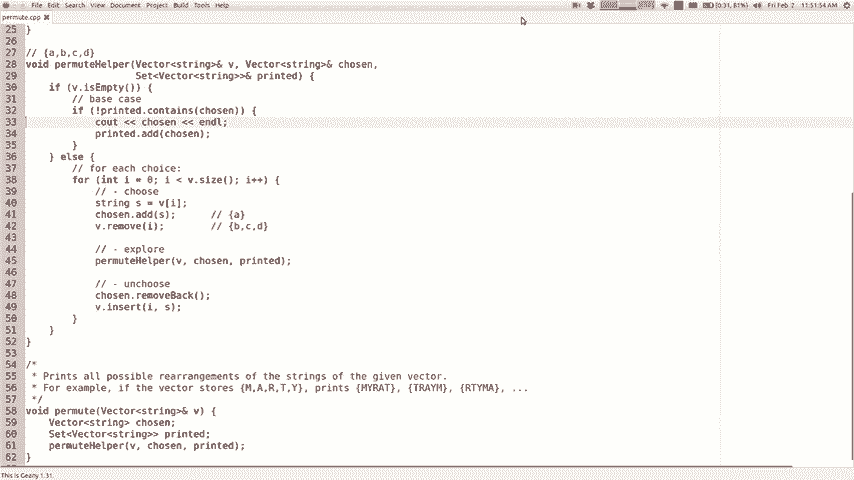 File Edit Search View Document Project Build Tools Help
(0:31, 81%) Fri Feb 2 11:51:54 AM
permute.cpp
25 }
26
27 // {a,b,c,d}
28 void permuteHelper(Vector<string>& v, Vector<string>& chosen,
29 Set<Vector<string>>& printed) {
30 if (v.isEmpty()) {
31 // base case
32 if (!printed.contains(chosen)) {
33 cout << chosen << endl;
34 printed.add(chosen);
35 }
36 } else {
37 // for each choice:
38 for (int i = 0; i < v.size(); i++) {
39 // - choose
40 string s = v[i];
41 chosen.add(s); // {a}
42 v.remove(i); // {b,c,d}
43
44 // - explore
45 permuteHelper(v, chosen, printed);
46
47 // - unchoose
48 chosen.removeBack();
49 v.insert(i, s);
50 }
51 }
52 }
53
54 /*
55 * Prints all possible rearrangements of the strings of the given vector.
56 * For example, if the vector stores {M,A,R,T,Y}, prints {MYRAT}, {TRAYM}, {RTYMA}, ...
57 */
58 void permute(Vector<string>& v) {
59 Vector<string> chosen;
60 Set<Vector<string>> printed;
61 permuteHelper(v, chosen, printed);
62 }
This is Geany 1.31.